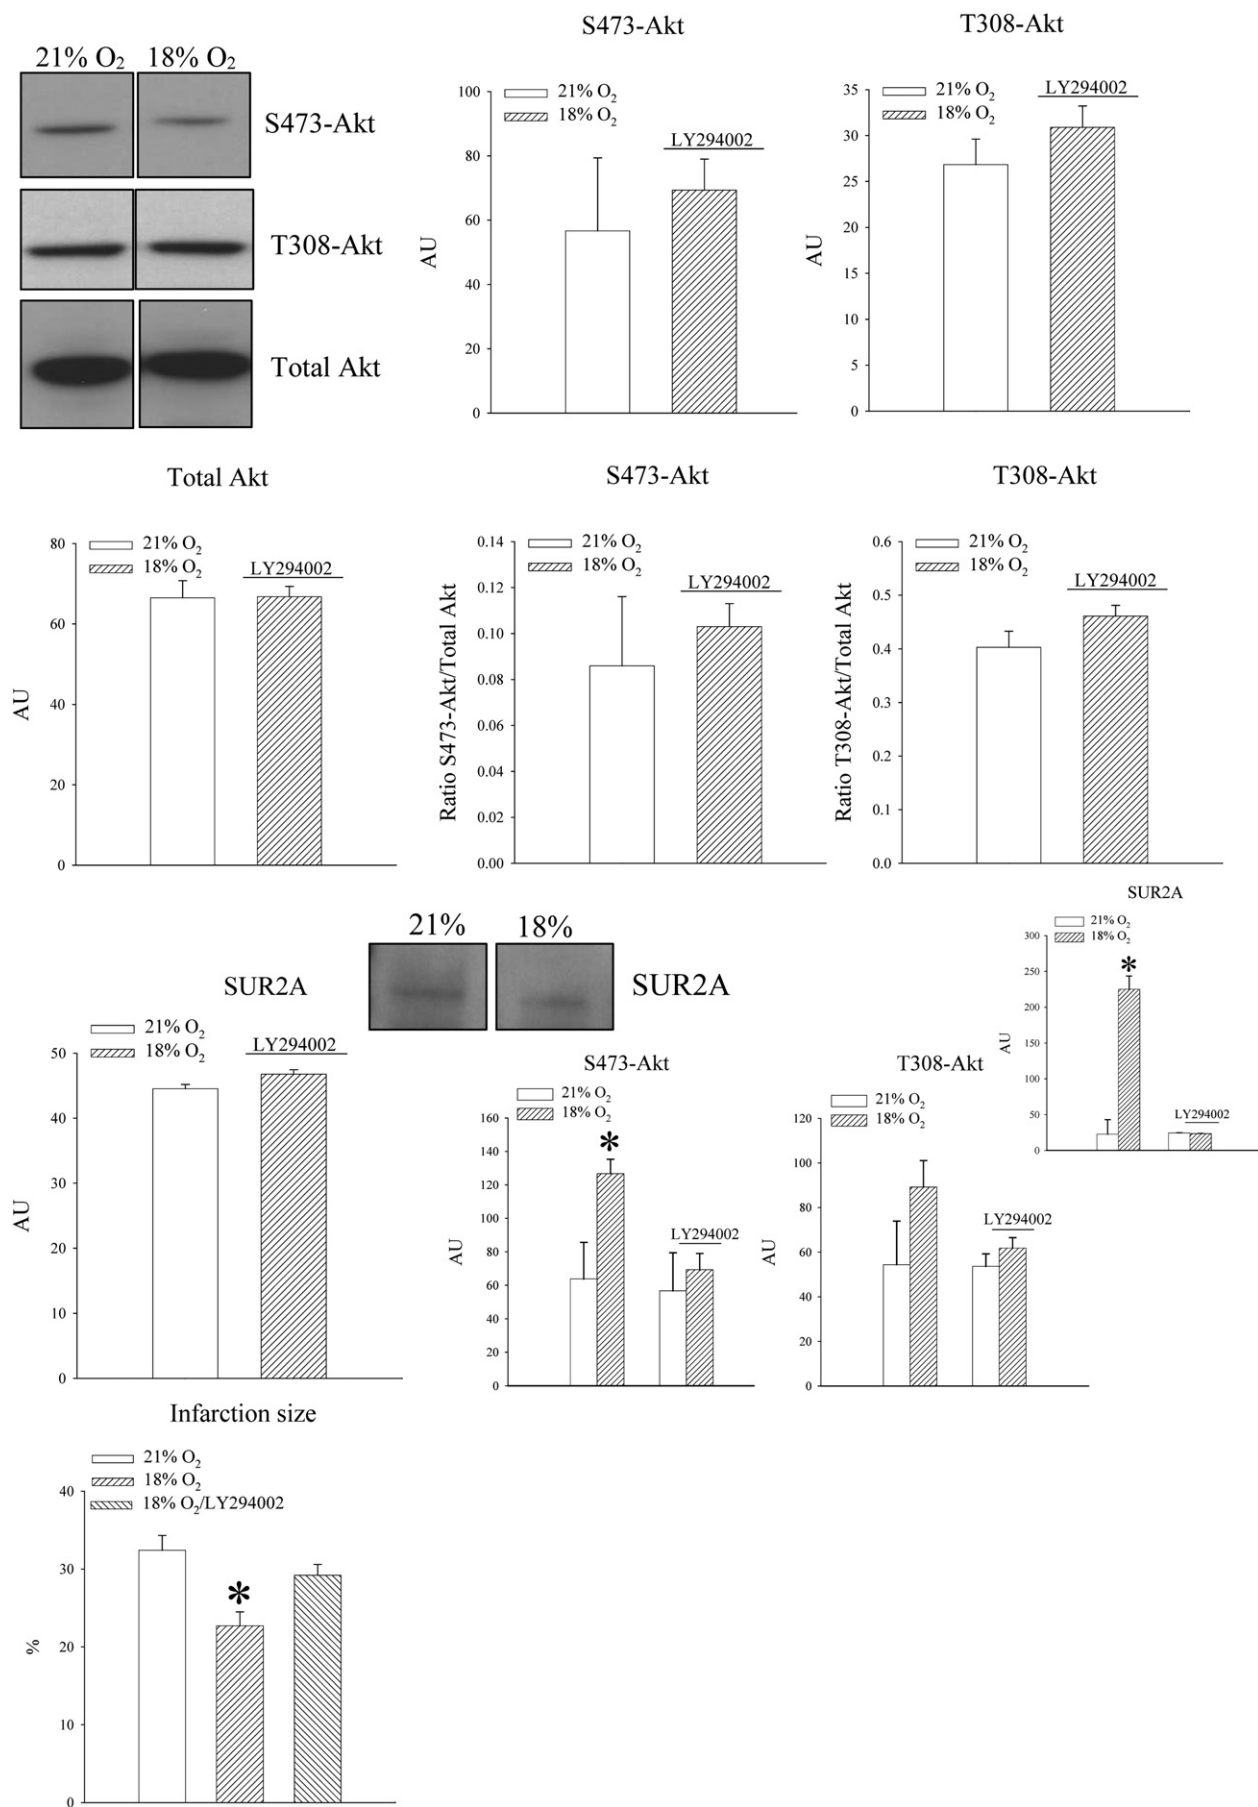 21% O₂ 18% O₂
S473-Akt
T308-Akt
Total Akt
S473-Akt
21% O₂
18% O₂
LY294002
AU
100
80
60
40
20
0
T308-Akt
21% O₂
18% O₂
LY294002
AU
35
30
25
20
15
10
5
0
Total Akt
21% O₂
18% O₂
LY294002
AU
80
60
40
20
0
S473-Akt
21% O₂
18% O₂
LY294002
Ratio S473-Akt/Total Akt
0.14
0.12
0.10
0.08
0.06
0.04
0.02
0.00
T308-Akt
21% O₂
18% O₂
LY294002
Ratio T308-Akt/Total Akt
0.6
0.5
0.4
0.3
0.2
0.1
0.0
21% 18%
SUR2A
SUR2A
21% O₂
18% O₂
LY294002
AU
50
40
30
20
10
0
S473-Akt
21% O₂
18% O₂
*
LY294002
AU
160
140
120
100
80
60
40
20
0
T308-Akt
21% O₂
18% O₂
LY294002
AU
120
100
80
60
40
20
0
SUR2A
21% O₂
18% O₂
*
LY294002
AU
300
250
200
150
100
50
0
Infarction size
21% O₂
18% O₂
18% O₂/LY294002
*
%
40
30
20
10
0